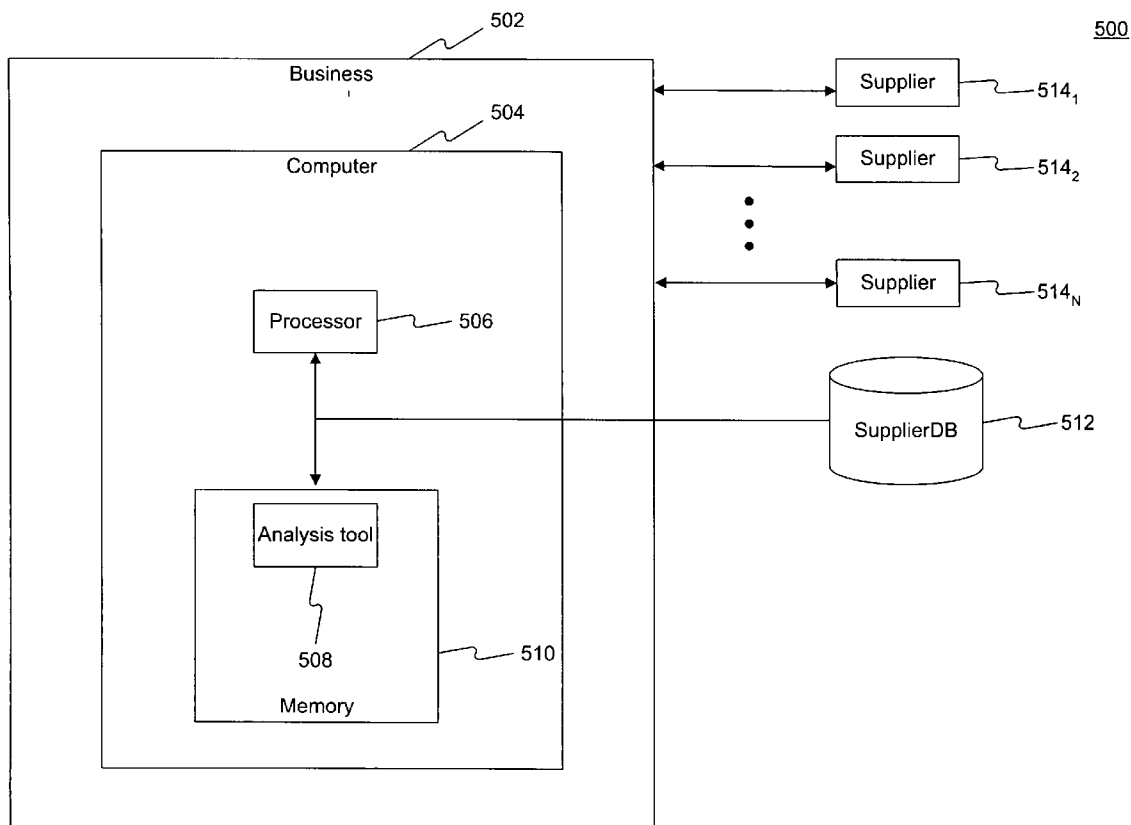 500
502
Business
Supplier
514₁
504
Computer
Supplier
514₂
Supplier
514_N
Processor
506
SupplierDB
512
Analysis tool
508
510
Memory